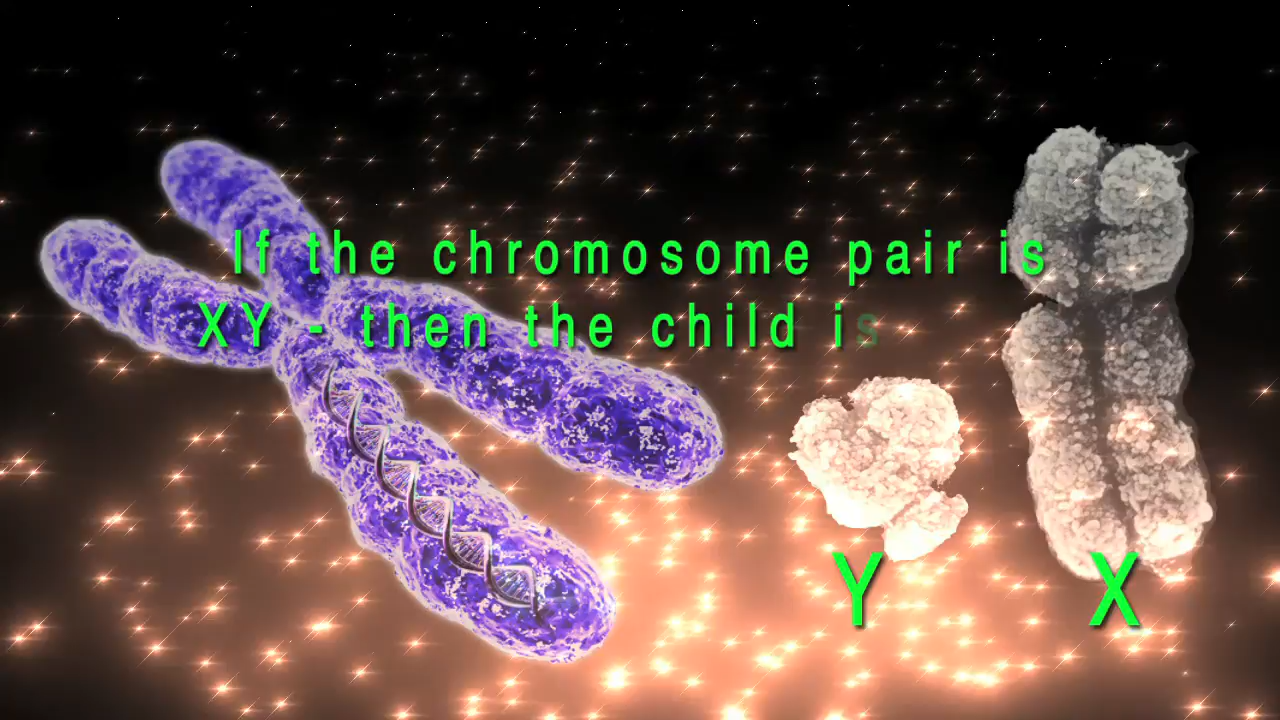 If the chromosome pair is
XY - then the child is
Y X